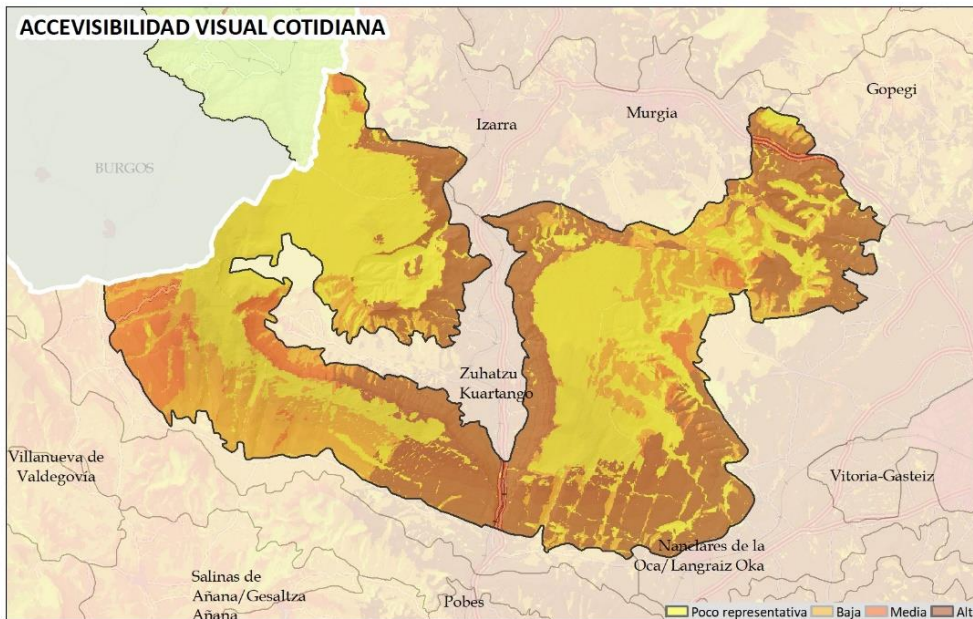 ACCEVISIBILIDAD VISUAL COTIDIANA
Gopegi
Murgia
Izarra
BURGOS
Zuhatzu
Kuartango
Villanueva de
Valdegovía
Vitoria-Gasteiz
Nanclares de la
Oca/Langraiz Oka
Salinas de
Añana/Gesaltza
Añana
Pobes
Poco representativa Baja Media Alt